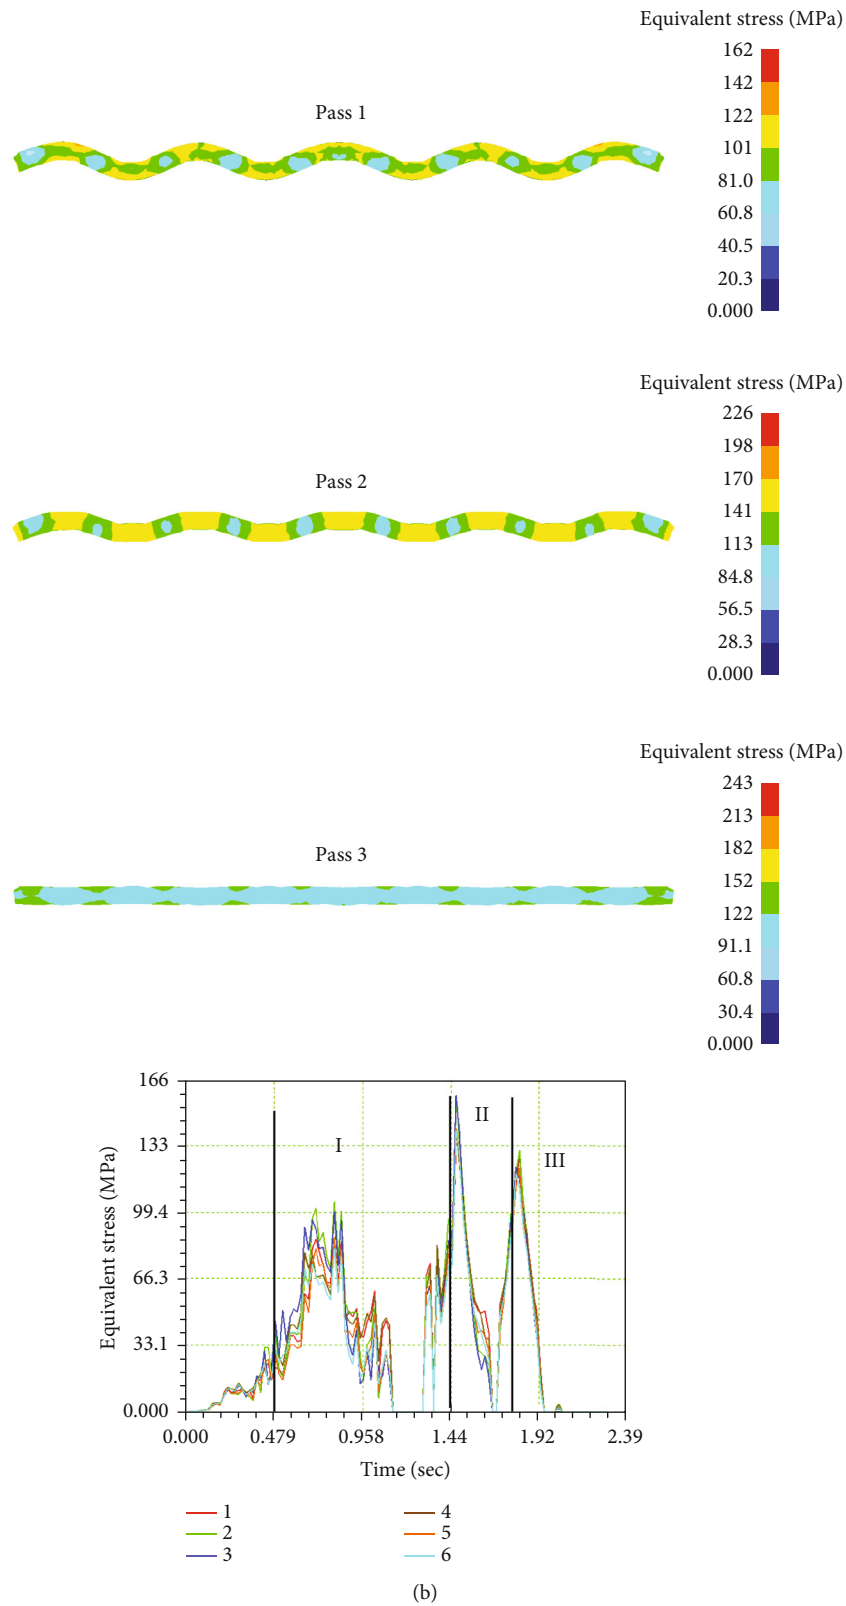 Equivalent stress (MPa)
162
142
122
101
81.0
60.8
40.5
20.3
0.000
Pass 1
Equivalent stress (MPa)
226
198
170
141
113
84.8
56.5
28.3
0.000
Pass 2
Equivalent stress (MPa)
243
213
182
152
122
91.1
60.8
30.4
0.000
Pass 3
Equivalent stress (MPa)
166
133
99.4
66.3
33.1
0.000
I
II
III
0.000 0.479 0.958 1.44 1.92 2.39
Time (sec)
1 4
2 5
3 6
(b)